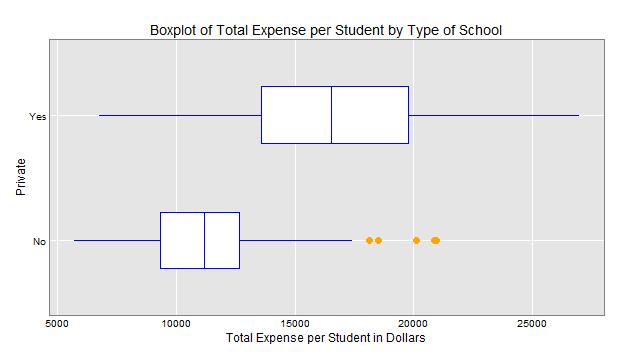 Boxplot of Total Expense per Student by Type of School
Yes
Private
No
5000 10000 15000 20000 25000
Total Expense per Student in Dollars